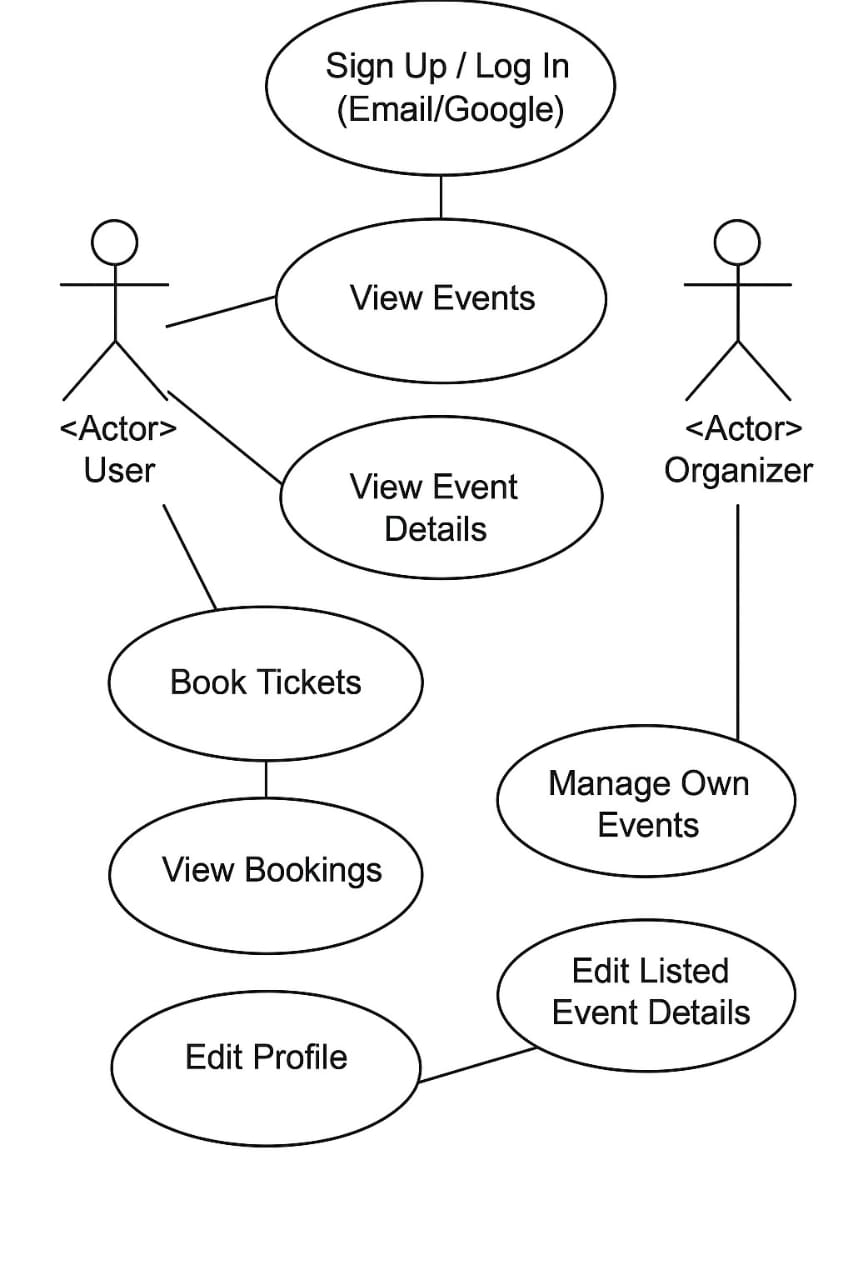 Sign Up / Log In
(Email/Google)
View Events
<Actor>
User
<Actor>
Organizer
View Event
Details
Book Tickets
Manage Own
Events
View Bookings
Edit Listed
Event Details
Edit Profile